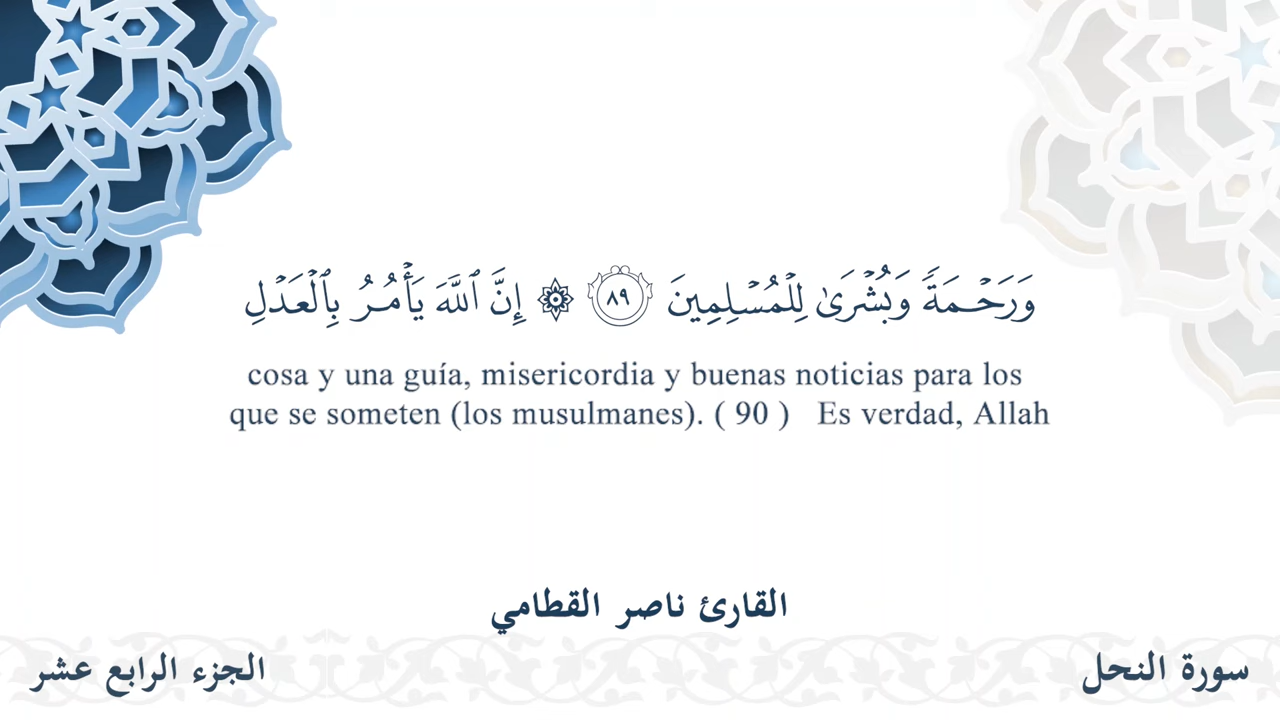 وَرَحۡمَةٗ وَبُشۡرَىٰ لِلۡمُسۡلِمِينَ ٨٩ ۞ إِنَّ ٱللَّهَ يَأۡمُرُ بِٱلۡعَدۡلِ
cosa y una guía, misericordia y buenas noticias para los
que se someten (los musulmanes). ( 90 ) Es verdad, Allah
القارئ ناصر القطامي
سورة النحل
الجزء الرابع عشر